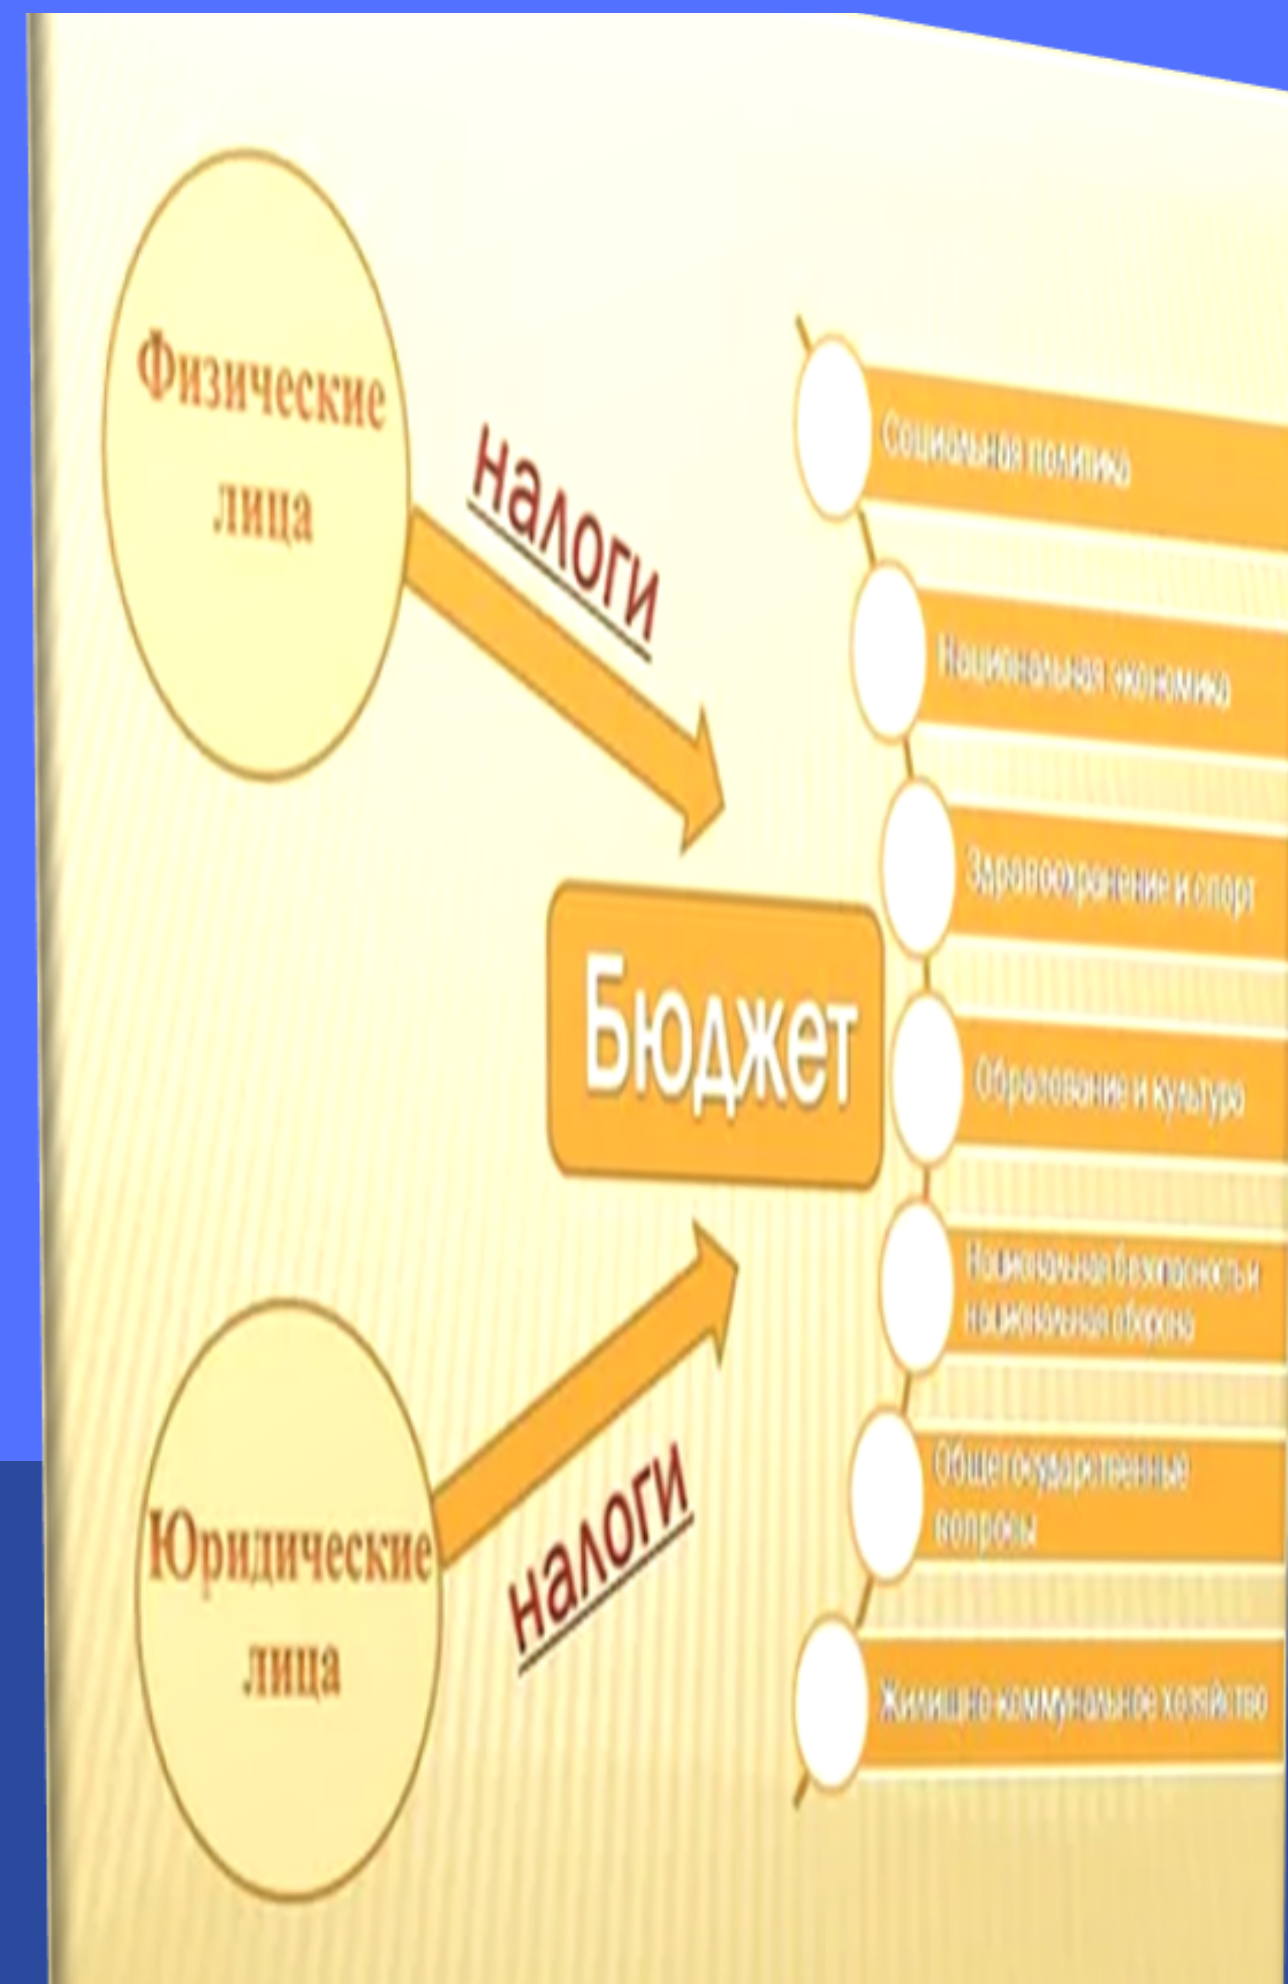 Физические
лица
налоги
Бюджет
Юридические
лица
налоги
Социальная политика
Национальная экономика
Здравоохранение и спорт
Образование и культура
Национальная безопасность и
национальная оборона
Общегосударственные
вопросы
Жилищно-коммунальное хозяйство